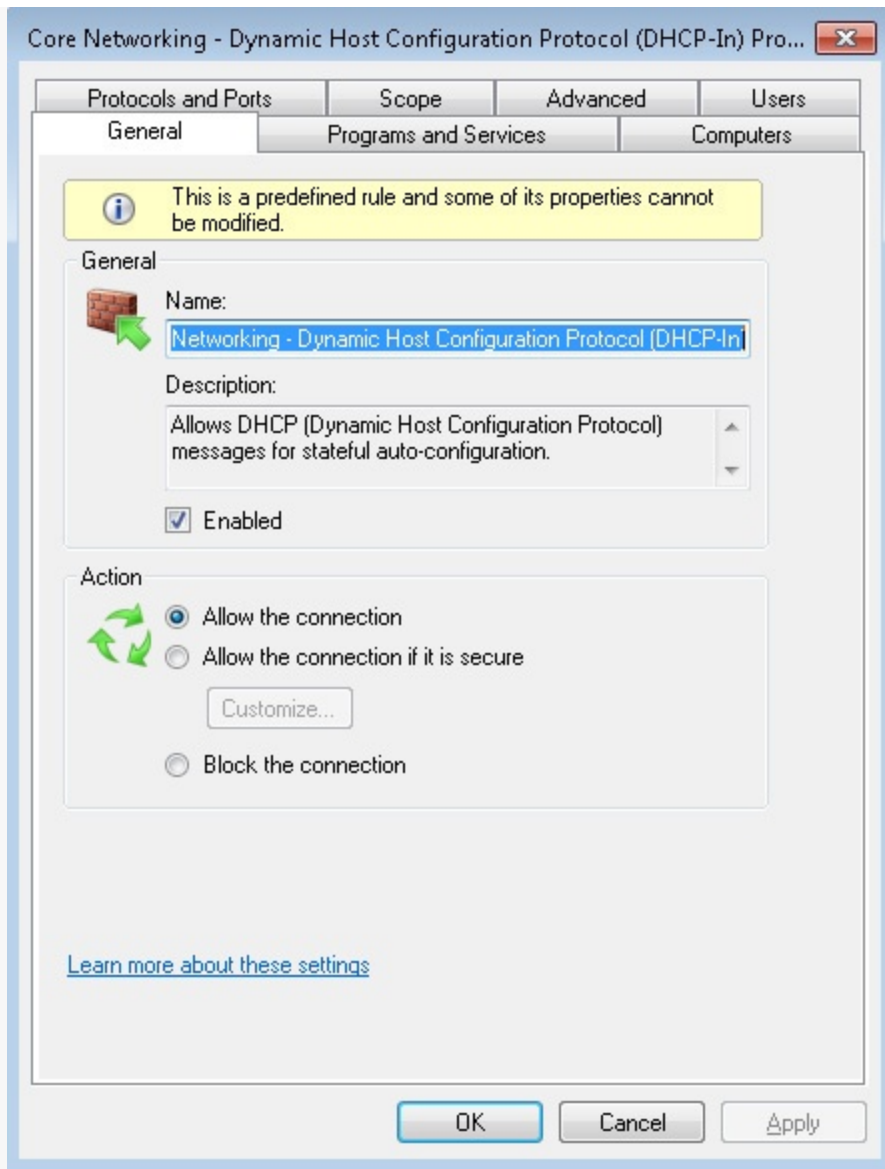 Core Networking - Dynamic Host Configuration Protocol (DHCP-In) Pro...
Protocols and Ports
Scope
Advanced
Users
General
Programs and Services
Computers
This is a predefined rule and some of its properties cannot
be modified.
General
Name:
Networking - Dynamic Host Configuration Protocol (DHCP-In)
Description:
Allows DHCP (Dynamic Host Configuration Protocol)
messages for stateful auto-configuration.
Enabled
Action
Allow the connection
Allow the connection if it is secure
Customize...
Block the connection
Learn more about these settings
OK
Cancel
Apply